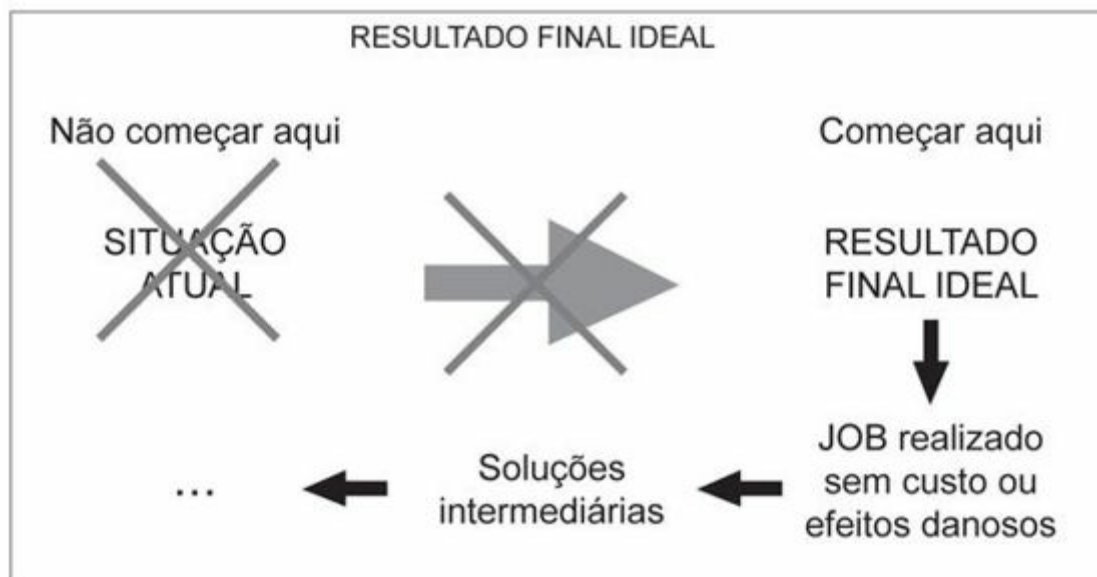 RESULTADO FINAL IDEAL
Não começar aqui
Começar aqui
SITUAÇÃO
ATUAL
RESULTADO
FINAL IDEAL
JOB realizado
sem custo ou
efeitos danosos
Soluções
intermediárias
...